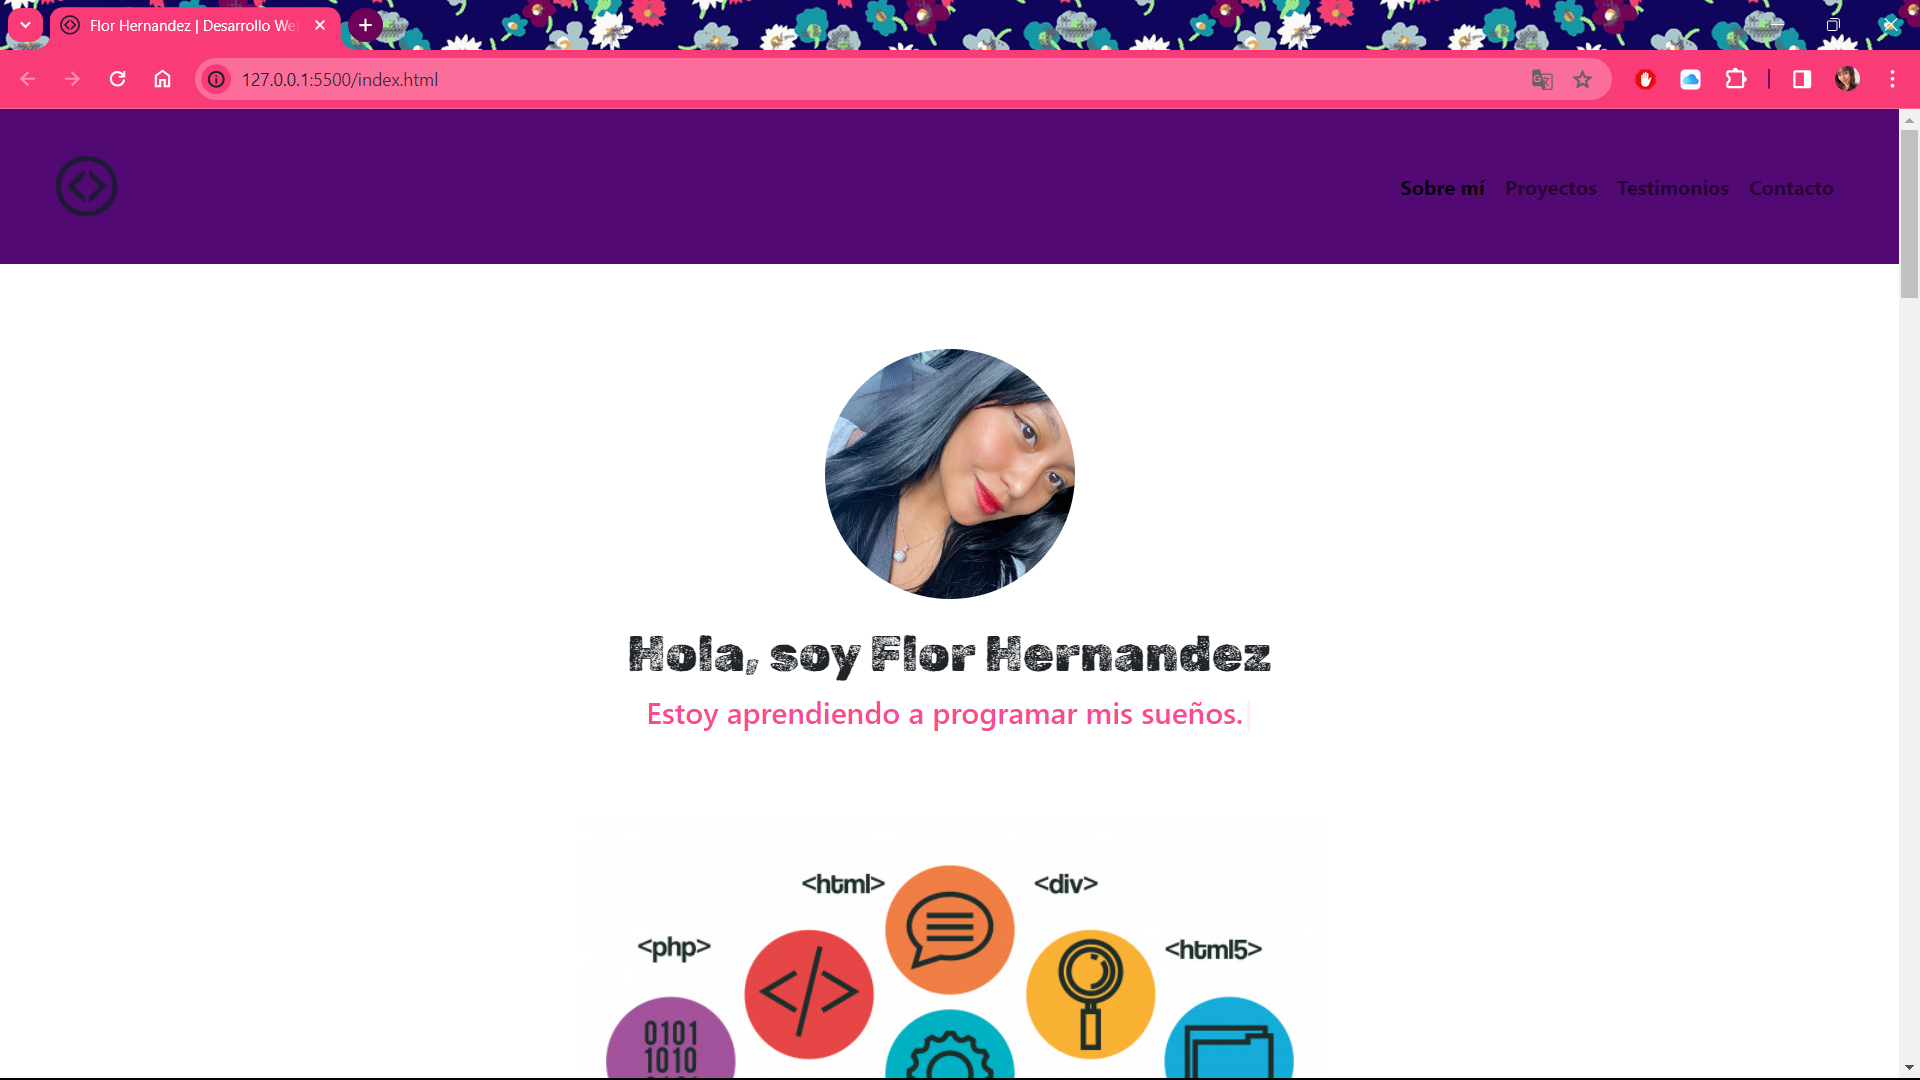 Flor Hernandez | Desarrollo We
127.0.0.1:5500/index.html
Sobre mí Proyectos Testimonios Contacto
Hola, soy Flor Hernandez
Estoy aprendiendo a programar mis sueños.
<html> <div>
<php> </> <html5>
0101
1010